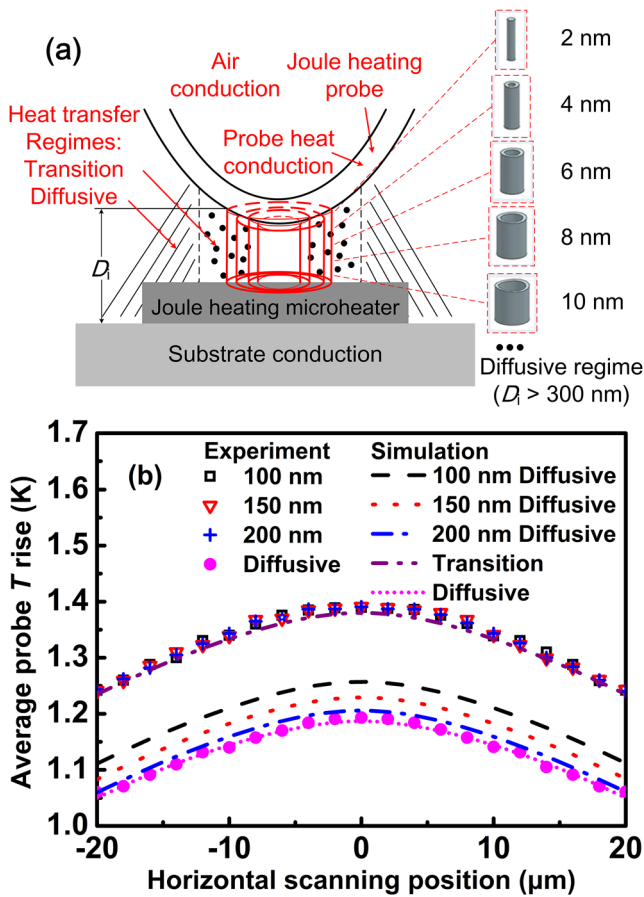 (a)
Air
conduction
Joule heating
probe
Heat transfer
Regimes:
Transition
Diffusive
Probe heat
conduction
Di
Joule heating microheater
Substrate conduction
2 nm
4 nm
6 nm
8 nm
10 nm
•••
Diffusive regime
(Di > 300 nm)
(b)
Experiment
100 nm
150 nm
200 nm
Diffusive
Simulation
100 nm Diffusive
150 nm Diffusive
200 nm Diffusive
Transition
Diffusive
Average probe T rise (K)
1.7
1.6
1.5
1.4
1.3
1.2
1.1
1.0
-20
-10
0
10
20
Horizontal scanning position (μm)